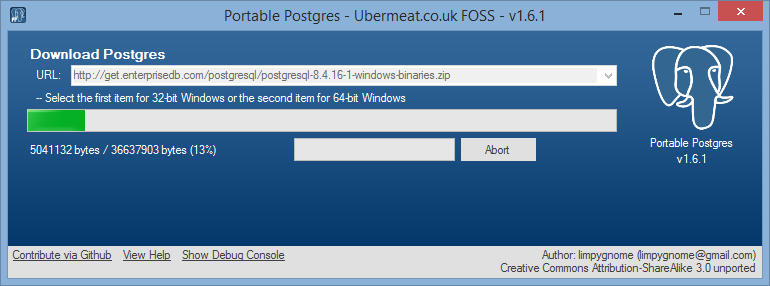 Portable Postgres - Ubermeat.co.uk FOSS - v1.6.1
Download Postgres
URL: http://get.enterprisedb.com/postgresql/postgresql-8.4.16-1-windows-binaries.zip
-- Select the first item for 32-bit Windows or the second item for 64-bit Windows
5041132 bytes / 36637903 bytes (13%)
Abort
Portable Postgres
v1.6.1
Contribute via Github View Help Show Debug Console
Author: limpygnome (limpygnome@gmail.com)
Creative Commons Attribution-ShareAlike 3.0 unported